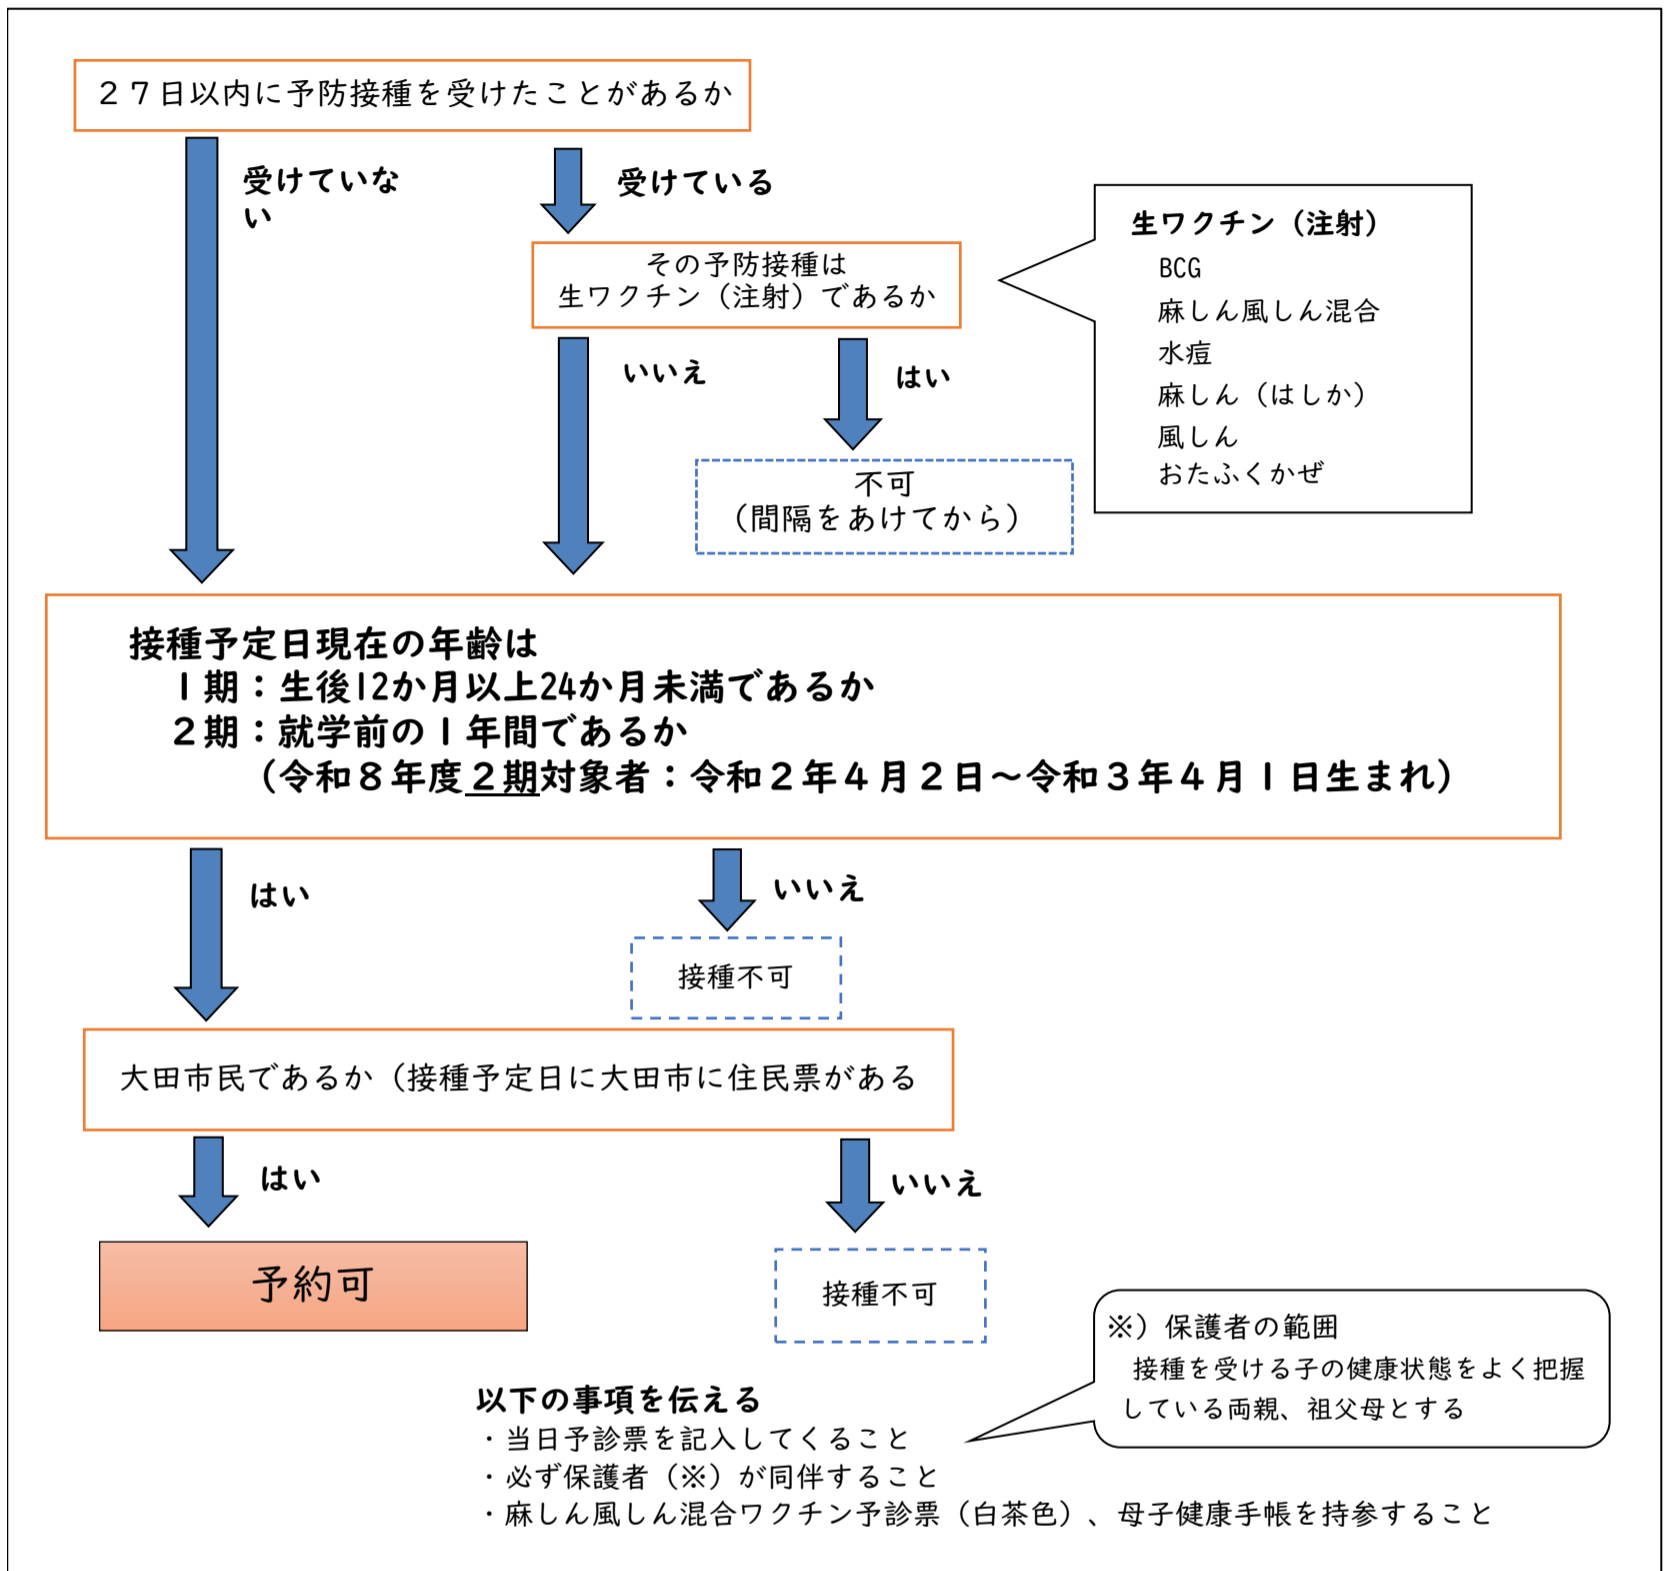 ２７日以内に予防接種を受けたことがあるか
受けていな
い
受けている
その予防接種は
生ワクチン（注射）であるか
生ワクチン（注射）
BCG
麻しん風しん混合
水痘
麻しん（はしか）
風しん
おたふくかぜ
いいえ
はい
不可
（間隔をあけてから）
接種予定日現在の年齢は
１期：生後12か月以上24か月未満であるか
２期：就学前の１年間であるか
（令和８年度２期対象者：令和２年４月２日～令和３年４月１日生まれ）
はい
いいえ
接種不可
大田市民であるか（接種予定日に大田市に住民票がある
はい
いいえ
予約可
接種不可
※）保護者の範囲
接種を受ける子の健康状態をよく把握
している両親、祖父母とする
以下の事項を伝える
・当日予診票を記入してくること
・必ず保護者（※）が同伴すること
・麻しん風しん混合ワクチン予診票（白茶色）、母子健康手帳を持参すること